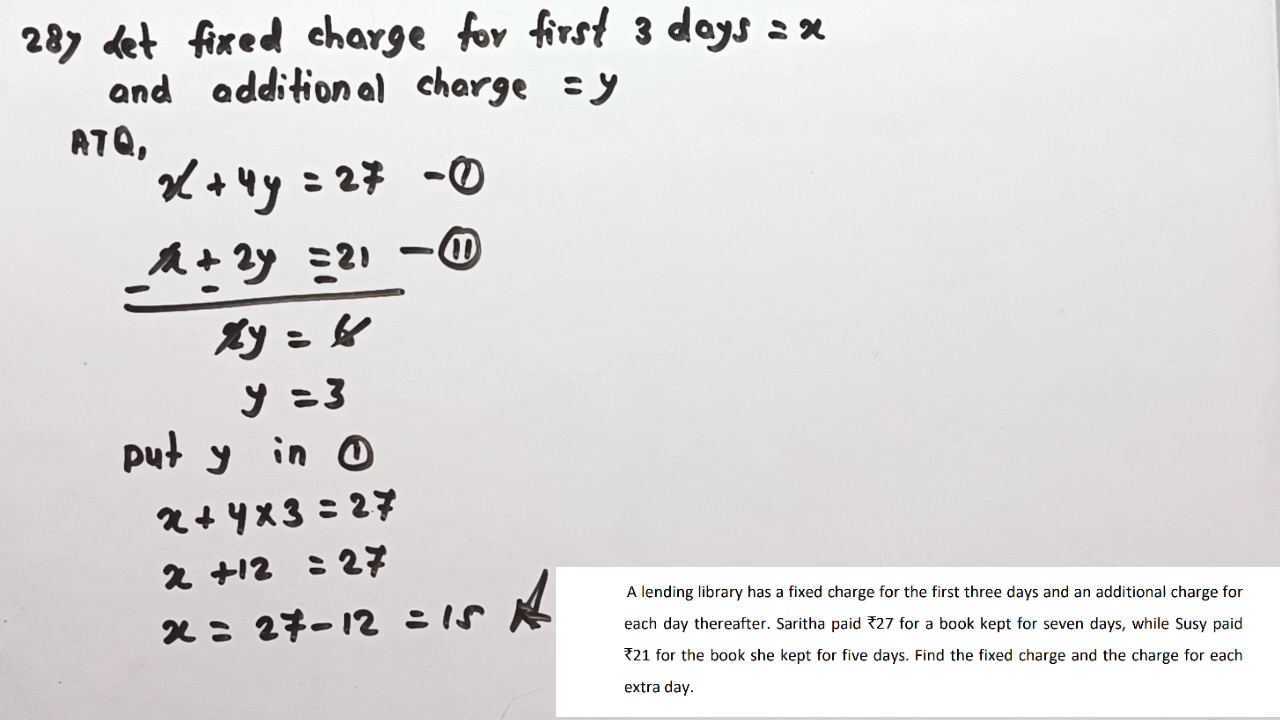 28) Let fixed charge for first 3 days = x
and additional charge = y
ATQ,
x + 4y = 27 - (I)
x + 2y = 21 - (II)
- - -
2y = 6
y = 3
put y in (I)
x + 4 × 3 = 27
x + 12 = 27
x = 27 - 12 = 15 A
A lending library has a fixed charge for the first three days and an additional charge for
each day thereafter. Saritha paid ₹27 for a book kept for seven days, while Susy paid
₹21 for the book she kept for five days. Find the fixed charge and the charge for each
extra day.